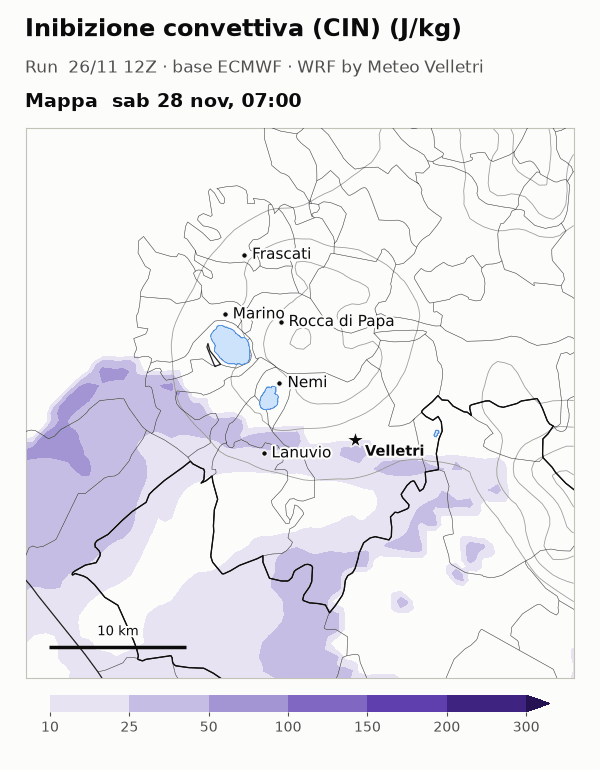 Inibizione convettiva (CIN) (J/kg)
Run  26/11 12Z · base ECMWF · WRF by Meteo Velletri
Mappa  sab 28 nov, 07:00
Frascati
Marino
Rocca di Papa
Nemi
Velletri
Lanuvio
10 km
10 25 50 100 150 200 300